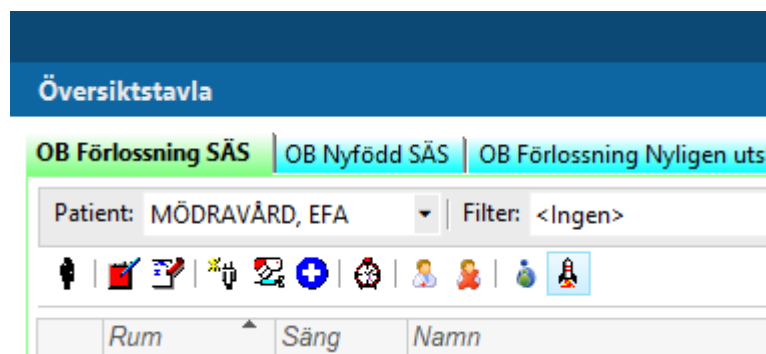 Översiktstavla
OB Förlossning SÄS OB Nyfödd SÄS OB Förlossning Nyligen uts
Patient: MÖDRAVÅRD, EFA Filter: <Ingen>
Rum Säng Namn